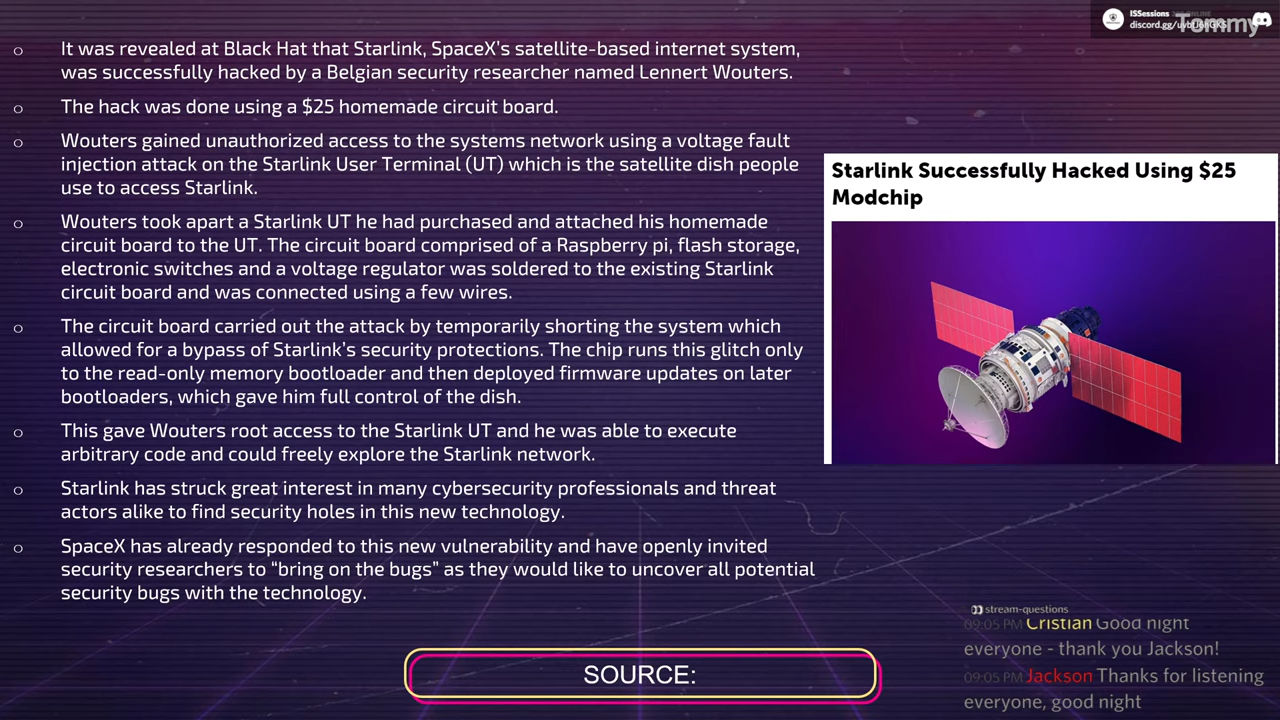 ISSessions
Tommy
It was revealed at Black Hat that Starlink, SpaceX's satellite-based internet system,
was successfully hacked by a Belgian security researcher named Lennert Wouters.
The hack was done using a $25 homemade circuit board.
Wouters gained unauthorized access to the systems network using a voltage fault
injection attack on the Starlink User Terminal (UT) which is the satellite dish people
use to access Starlink.
Wouters took apart a Starlink UT he had purchased and attached his homemade
circuit board to the UT. The circuit board comprised of a Raspberry pi, flash storage,
electronic switches and a voltage regulator was soldered to the existing Starlink
circuit board and was connected using a few wires.
The circuit board carried out the attack by temporarily shorting the system which
allowed for a bypass of Starlink's security protections. The chip runs this glitch only
to the read-only memory bootloader and then deployed firmware updates on later
bootloaders, which gave him full control of the dish.
This gave Wouters root access to the Starlink UT and he was able to execute
arbitrary code and could freely explore the Starlink network.
Starlink has struck great interest in many cybersecurity professionals and threat
actors alike to find security holes in this new technology.
SpaceX has already responded to this new vulnerability and have openly invited
security researchers to “bring on the bugs” as they would like to uncover all potential
security bugs with the technology.
Starlink Successfully Hacked Using $25
Modchip
SOURCE:
stream-questions
09:05 PM Cristian Good night
everyone - thank you Jackson!
09:05 PM Jackson Thanks for listening
everyone, good night